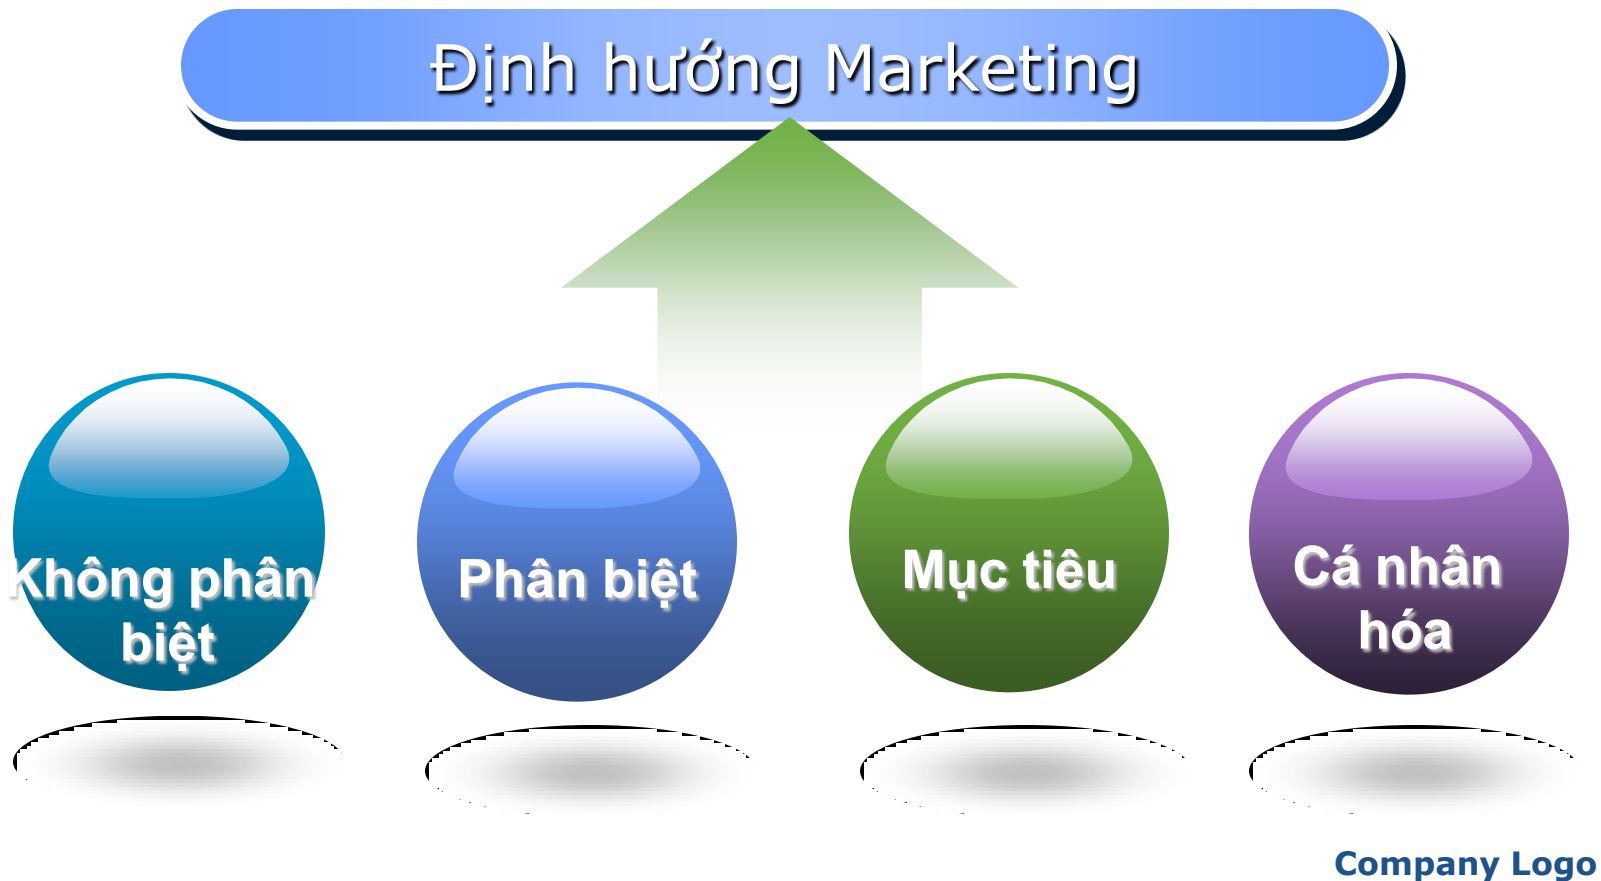 Định hướng Marketing
Không phân
biệt
Phân biệt
Mục tiêu
Cá nhân
hóa
Company Logo